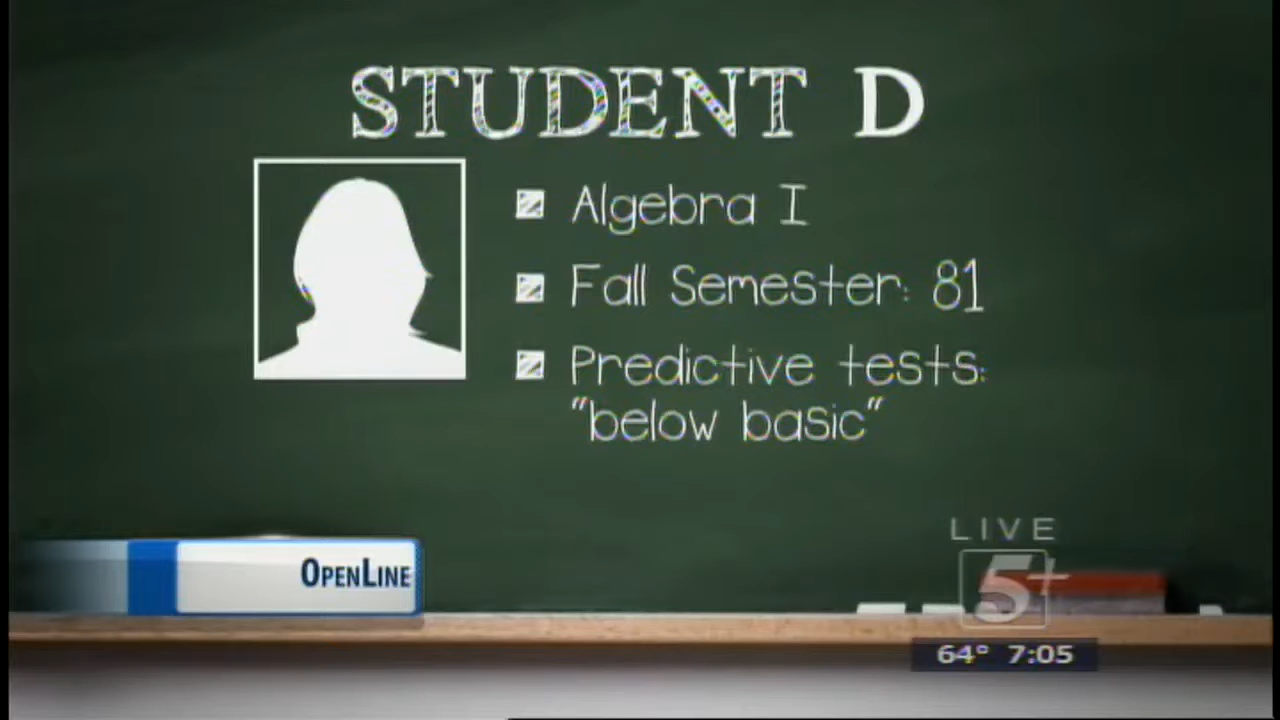 STUDENT D
Algebra I
Fall Semester: 81
Predictive tests:
"below basic"
OPENLINE
LIVE
5+
64° 7:05